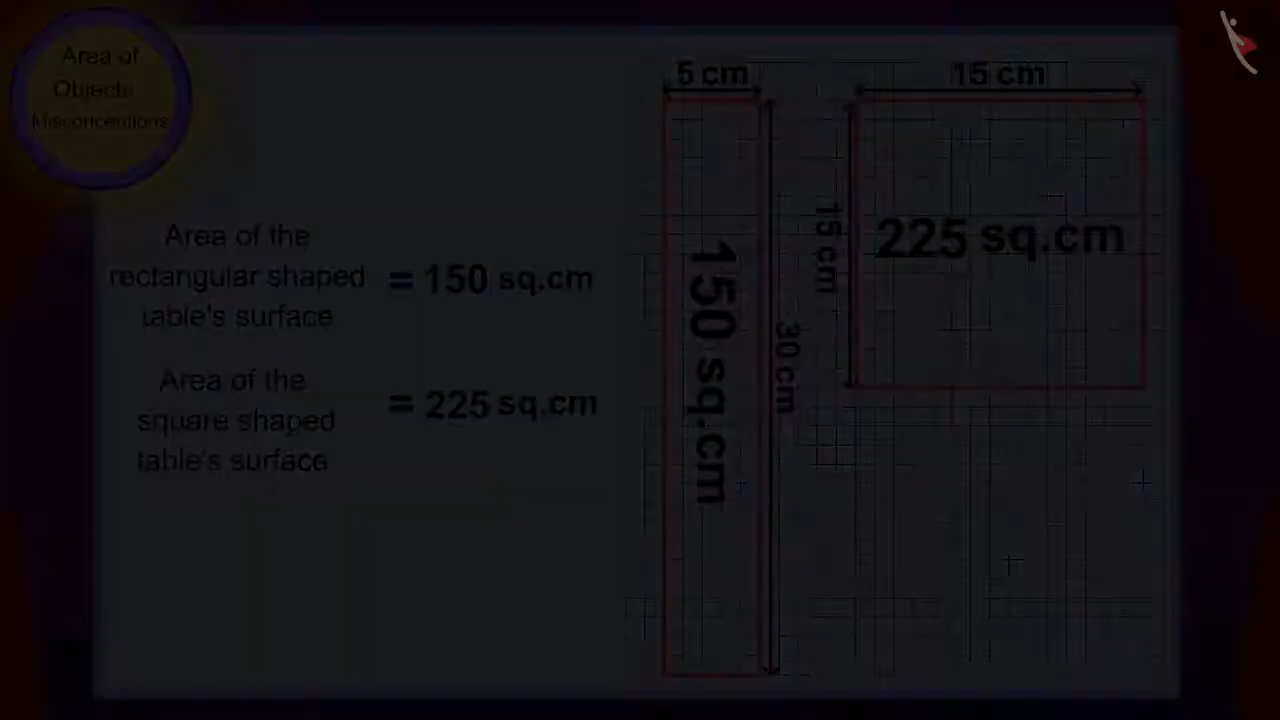 Area of
Objects
Misconceptions
Area of the
rectangular shaped
table's surface
= 150 sq.cm
Area of the
square shaped
table's surface
= 225 sq.cm
5 cm
150 sq.cm
30 cm
15 cm
15 cm
225 sq.cm